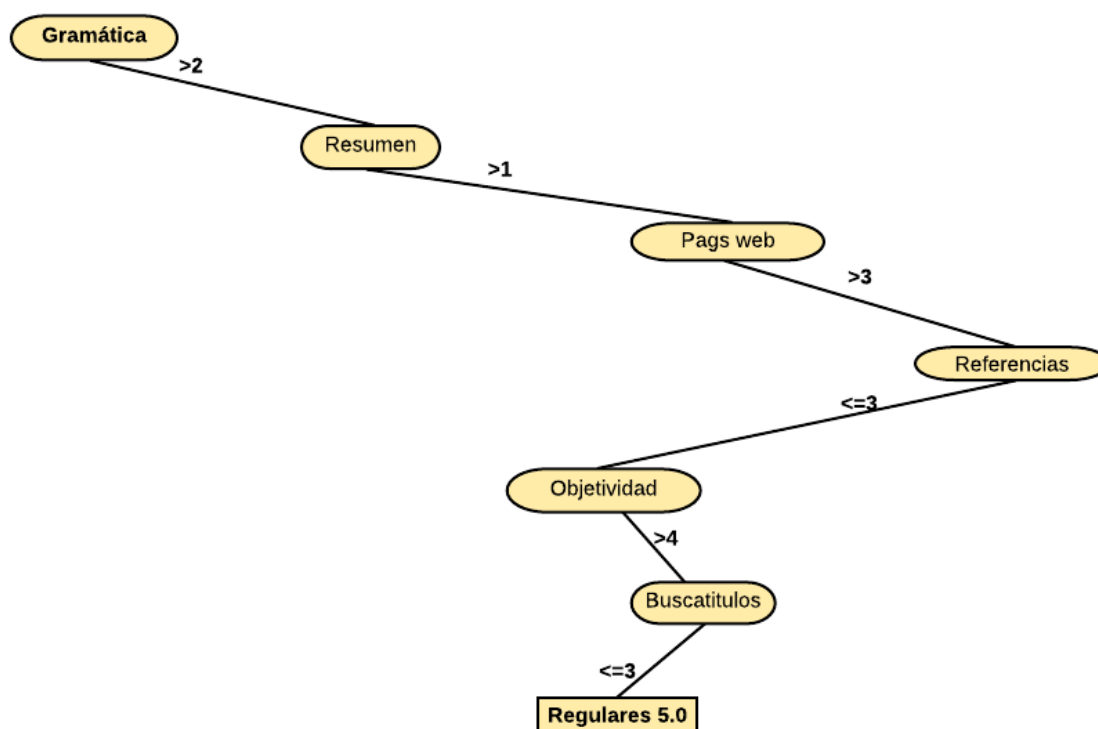 Gramática
>2
Resumen
>1
Pags web
>3
Referencias
<=3
Objetividad
>4
Buscatitulos
<=3
Regulares 5.0